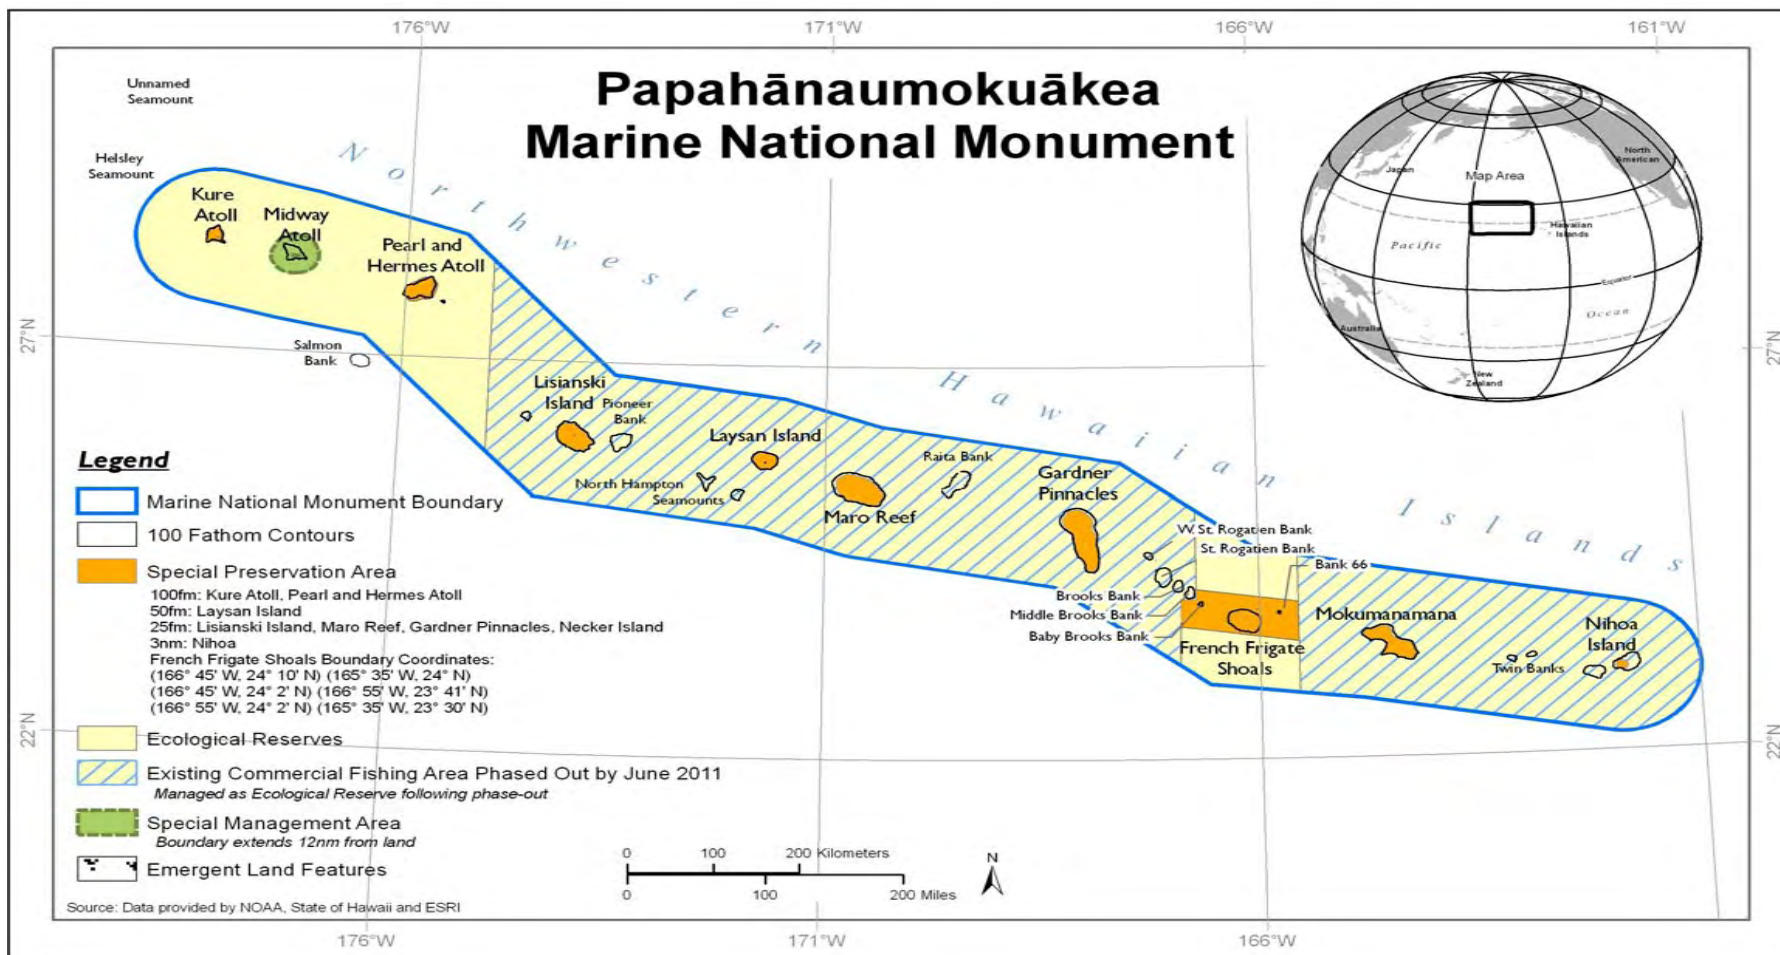 176°W
171°W
166°W
161°W
Papahānaumokuākea
Marine National Monument
Unnamed
Seamount
Helsley
Seamount
Kure
Atoll
Midway
Atoll
Pearl and
Hermes Atoll
Northwestern
Hawaiian
Islands
North
American
Japan
Map Area
Hawaiian
Islands
Pacific
Equator
Ocean
Australia
New
Zealand
27°N
27°N
Salmon
Bank
Lisianski
Island
Pioneer
Bank
Laysan Island
North Hampton
Seamounts
Maro Reef
Raita Bank
Gardner
Pinnacles
W. St. Rogatien Bank
St. Rogatien Bank
Bank 66
Brooks Bank
Middle Brooks Bank
Baby Brooks Bank
French Frigate
Shoals
Mokumanamana
Nihoa
Island
Twin Banks
22°N
22°N
Legend
Marine National Monument Boundary
100 Fathom Contours
Special Preservation Area
100fm: Kure Atoll, Pearl and Hermes Atoll
50fm: Laysan Island
25fm: Lisianski Island, Maro Reef, Gardner Pinnacles, Necker Island
3nm: Nihoa
French Frigate Shoals Boundary Coordinates:
(166° 45' W, 24° 10' N) (165° 35' W, 24° N)
(166° 45' W, 24° 2' N) (166° 55' W, 23° 41' N)
(166° 55' W, 24° 2' N) (165° 35' W, 23° 30' N)
Ecological Reserves
Existing Commercial Fishing Area Phased Out by June 2011
Managed as Ecological Reserve following phase-out
Special Management Area
Boundary extends 12nm from land
Emergent Land Features
0 100 200 Kilometers
0 100 200 Miles
N
Source: Data provided by NOAA, State of Hawaii and ESRI
176°W
171°W
166°W